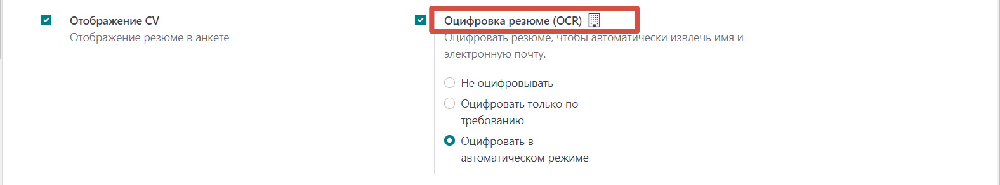 Отображение CV
Отображение резюме в анкете
Оцифровка резюме (OCR)
Оцифровать резюме, чтобы автоматически извлечь имя и
электронную почту.
Не оцифровывать
Оцифровать только по
требованию
Оцифровать в
автоматическом режиме